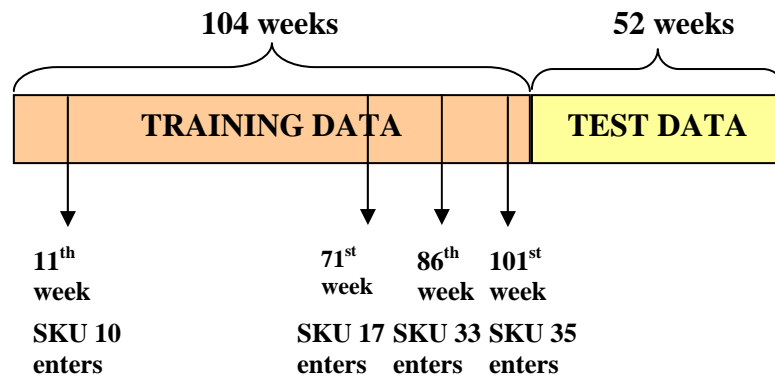 104 weeks
52 weeks
TRAINING DATA
TEST DATA
11th
week
SKU 10
enters
71st
week
SKU 17
enters
86th
week
SKU 33
enters
101st
week
SKU 35
enters